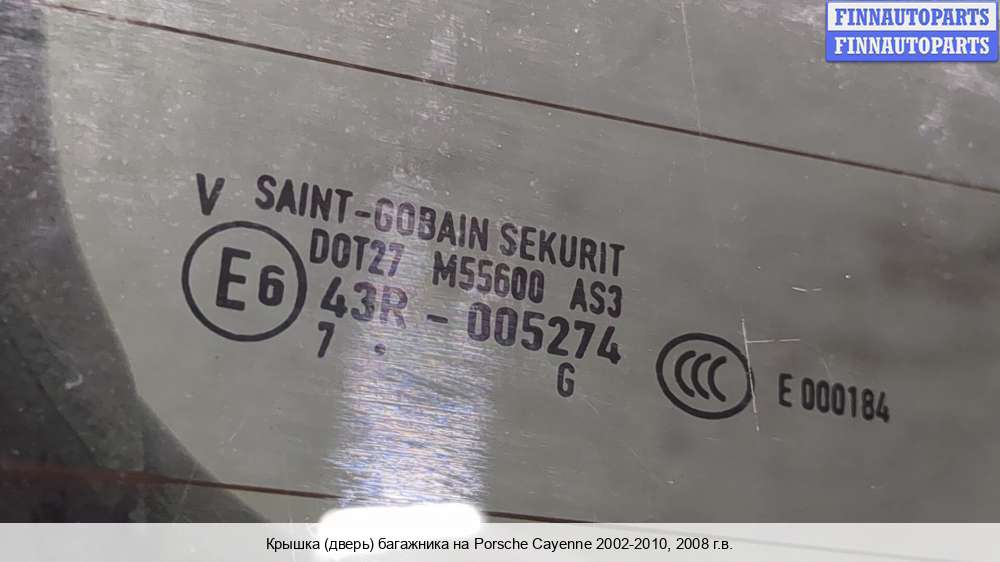 FINNAUTOPARTS
FINNAUTOPARTS
V SAINT-GOBAIN SEKURIT
E6 DOT27 M55600 AS3
43R - 005274
7 .
G
CCC E 000184
Крышка (дверь) багажника на Porsche Cayenne 2002-2010, 2008 г.в.